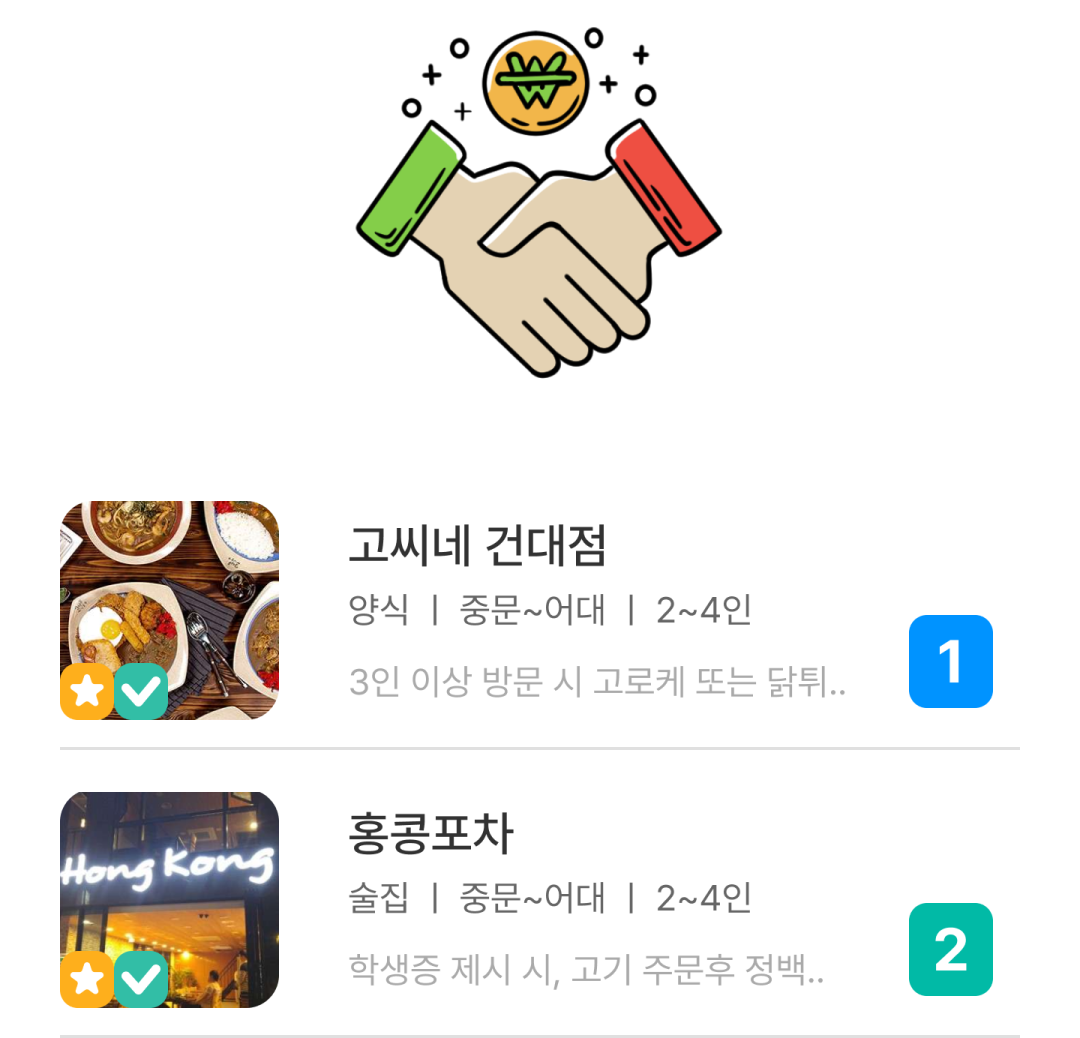 ₩
고씨네 건대점
양식 | 중문~어대 | 2~4인
3인 이상 방문 시 고로케 또는 닭튀..
1
Hong Kong
홍콩포차
술집 | 중문~어대 | 2~4인
학생증 제시 시, 고기 주문후 정백..
2